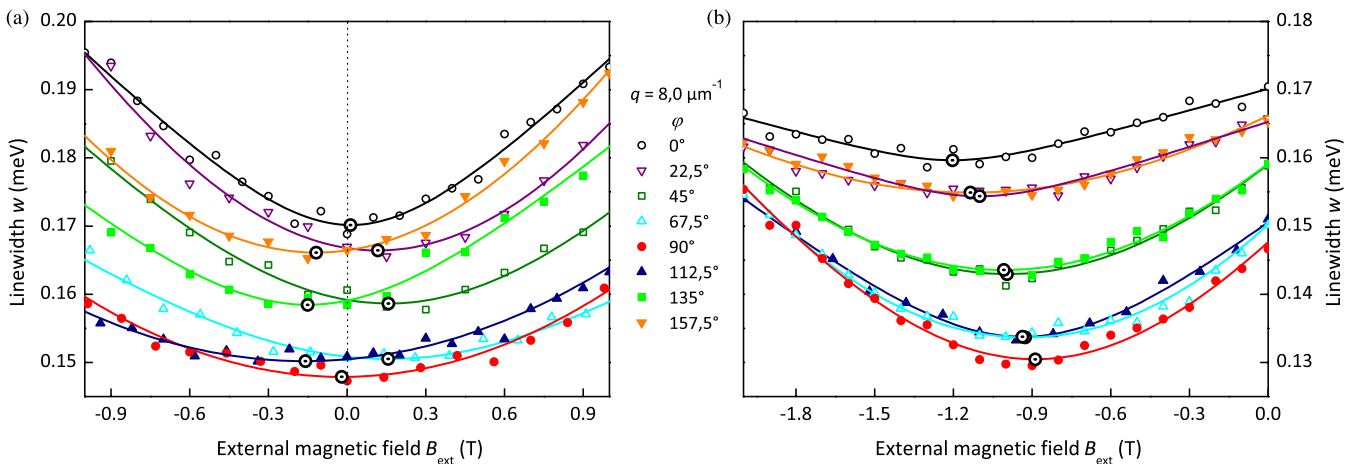 (a)
0.20
0.19
0.18
0.17
0.16
0.15
Linewidth w (meV)
-0.9 -0.6 -0.3 0.0 0.3 0.6 0.9
External magnetic field Bext (T)
q = 8,0 µm-1
φ
0°
22,5°
45°
67,5°
90°
112,5°
135°
157,5°
(b)
0.18
0.17
0.16
0.15
0.14
0.13
Linewidth w (meV)
-1.8 -1.5 -1.2 -0.9 -0.6 -0.3 0.0
External magnetic field Bext (T)